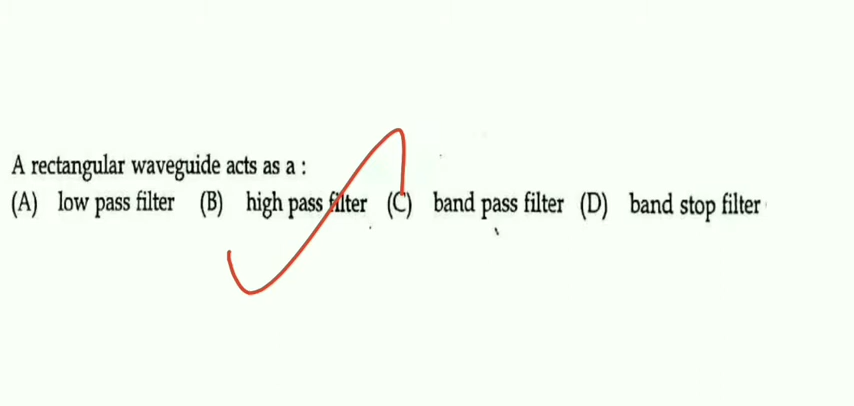 A rectangular waveguide acts as a :
(A) low pass filter (B) high pass filter (C) band pass filter (D) band stop filter